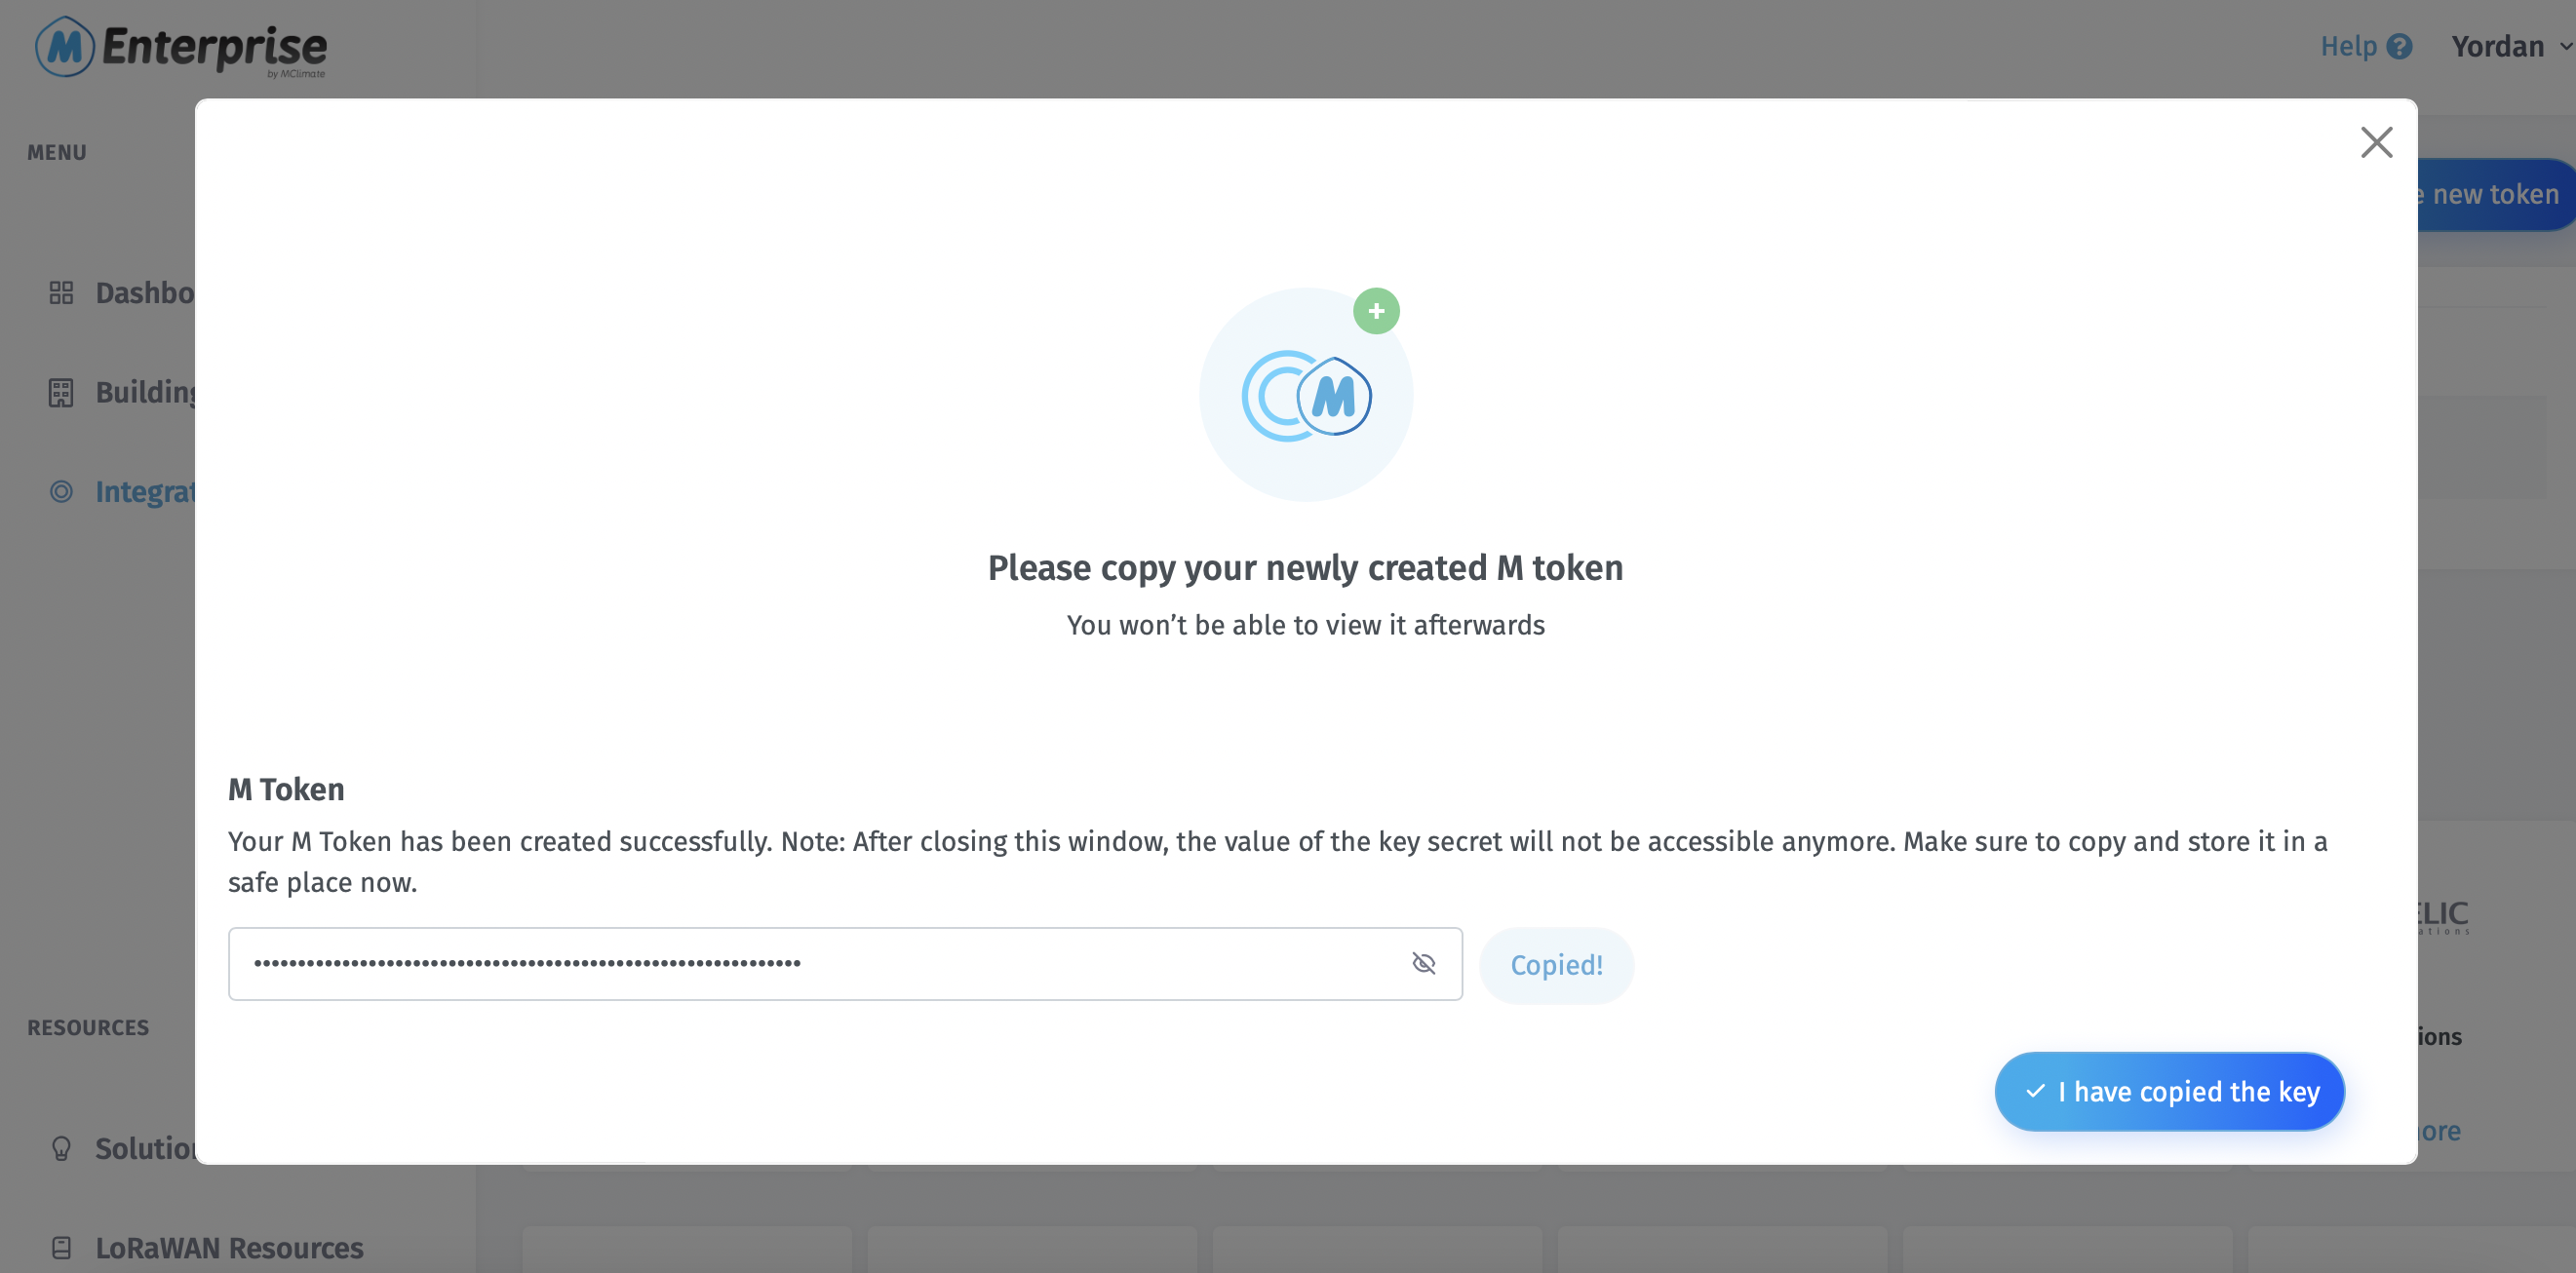 M Enterprise
by MClimate
Help ?
Yordan
MENU
new token
Dashbo
Building
Integrat
M
Please copy your newly created M token
You won’t be able to view it afterwards
M Token
Your M Token has been created successfully. Note: After closing this window, the value of the key secret will not be accessible anymore. Make sure to copy and store it in a
safe place now.
••••••••••••••••••••••••••••••••••••••••••••••••••••••••••••••••
Copied!
ELIC
ations
RESOURCES
ions
I have copied the key
ore
Solution
LoRaWAN Resources